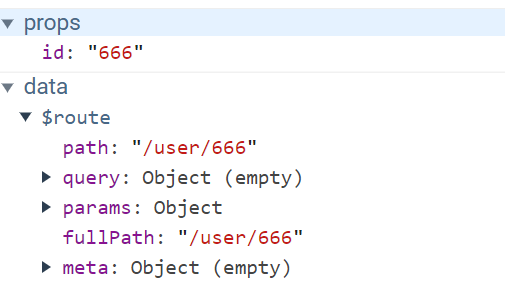 props
id: "666"
data
$route
path: "/user/666"
query: Object (empty)
params: Object
fullPath: "/user/666"
meta: Object (empty)